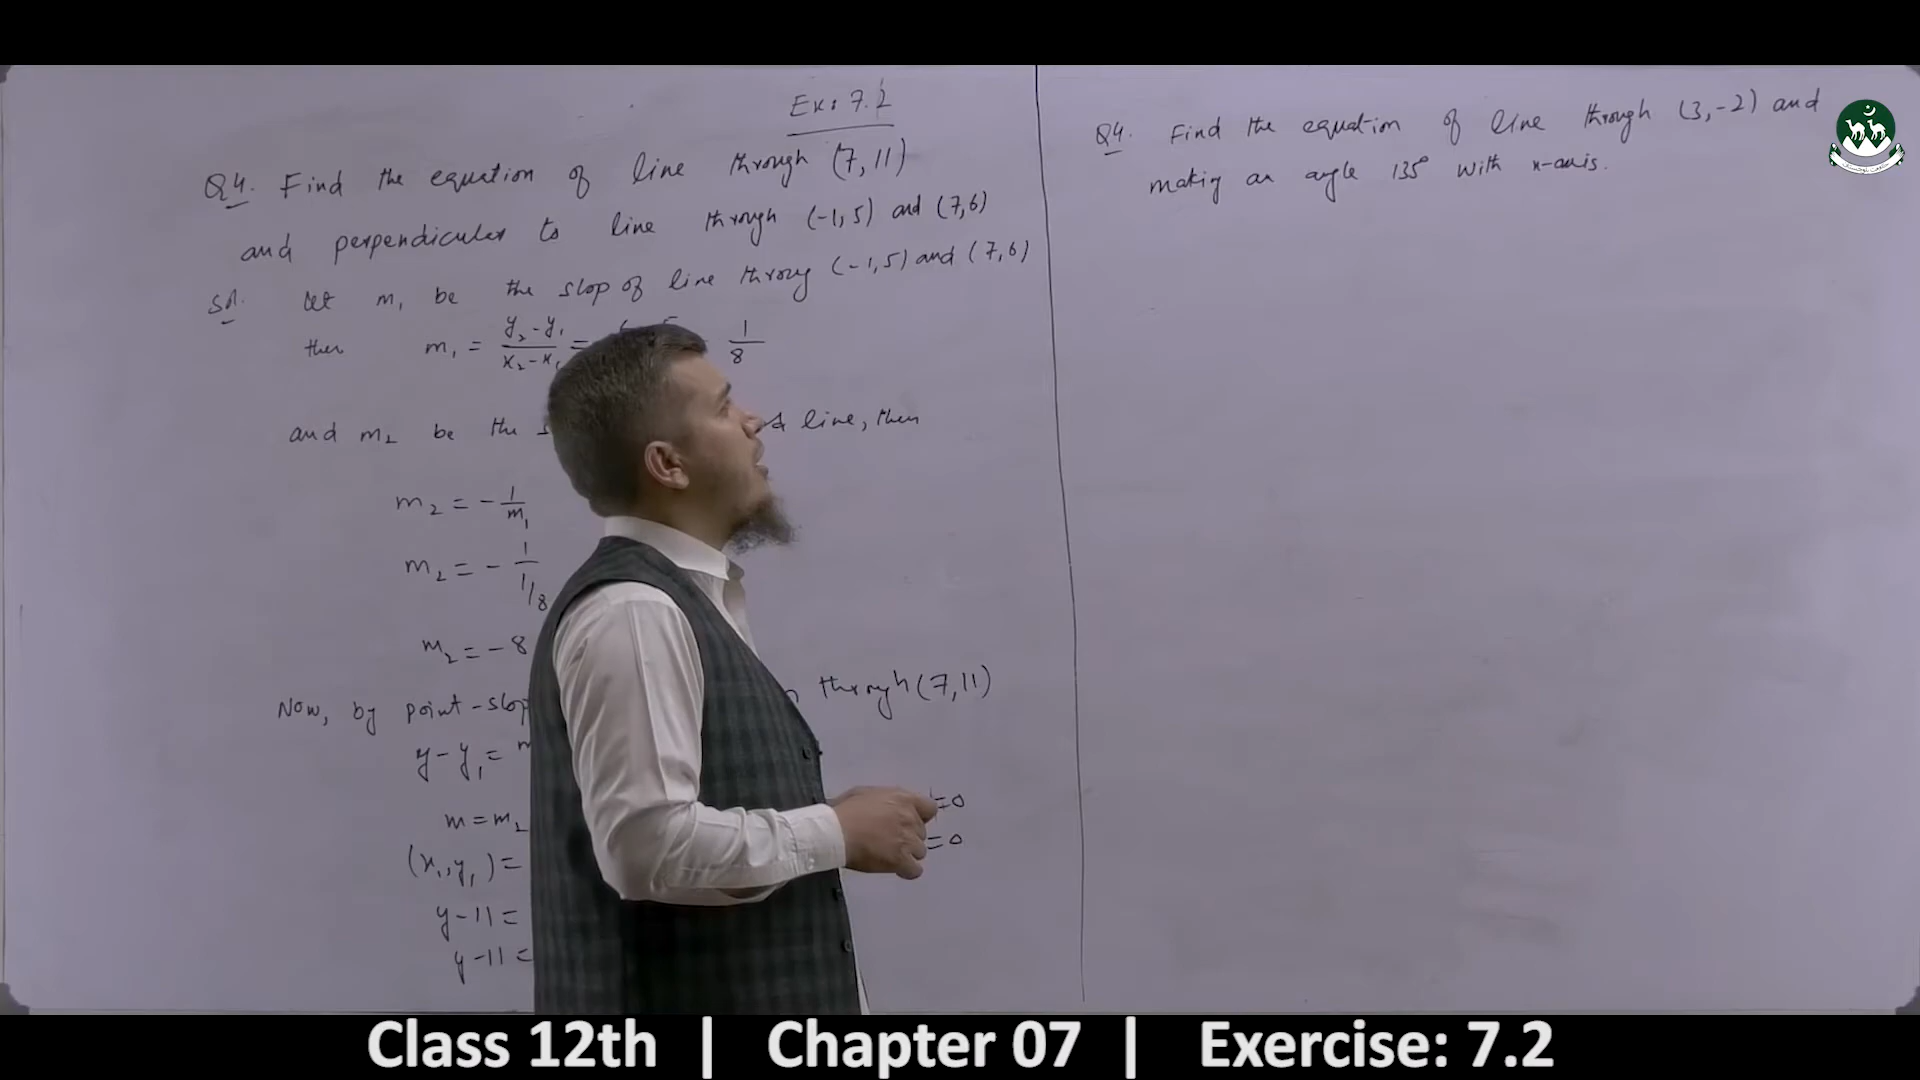 Ex: 7.2
Q4. Find the equation of line through (7,11)
and perpendicular to line through (-1,5) and (7,6)
Sol. Let m₁ be the slop of line throug (-1,5) and (7,6)
then m₁ = y₂-y₁/x₂-x₁ = 1/8
and m₂ be the line, then
m₂ = -1/m₁
m₂ = - 1/1/8
m₂ = -8
Now, by point-slop through (7,11)
y-y₁ =
m = m₂
(x₁,y₁) =
=0
=0
y-11 =
y-11 =
Q4. Find the equation of line through (3,-2) and
making an angle 135° with x-axis.
Class 12th | Chapter 07 | Exercise: 7.2